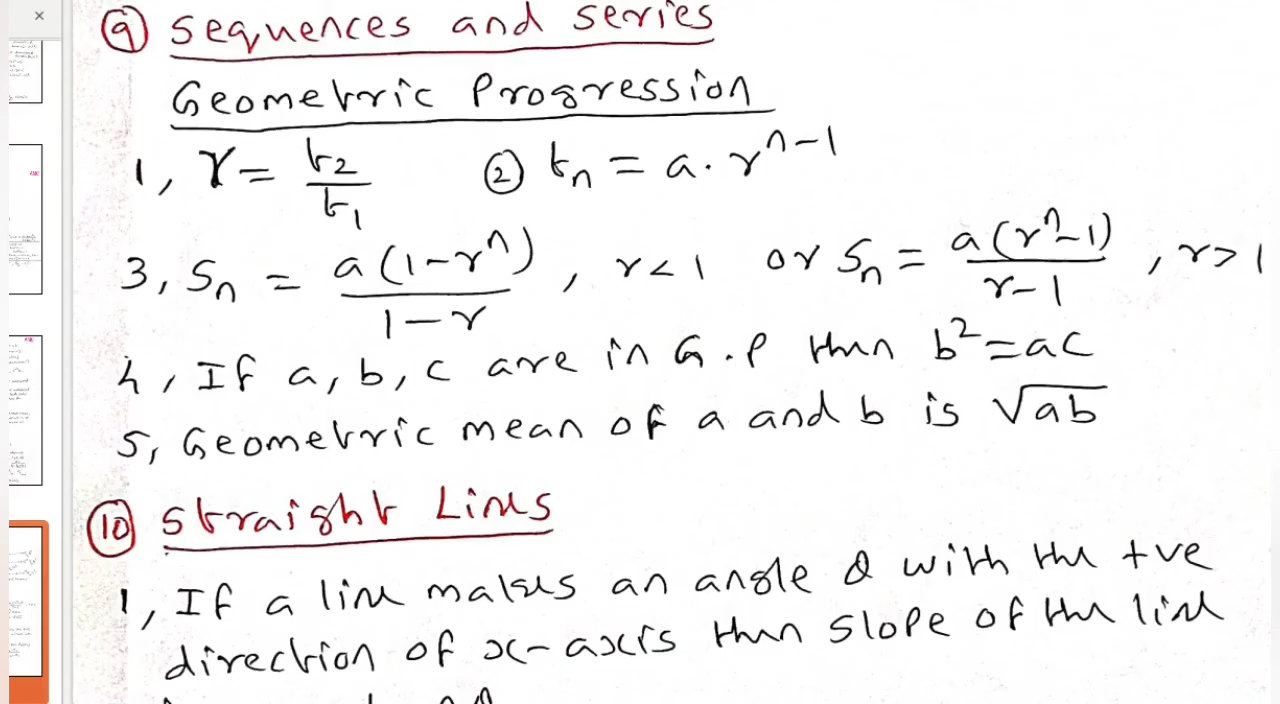 ⑨ Sequences and series
Geometric Progression
1, r = t2/t1 ② tn = a·r^n-1
3, Sn = a(1-r^n)/1-r , r<1 or Sn = a(r^n-1)/r-1 , r>1
4, If a, b, c are in G.P then b²=ac
5, Geometric mean of a and b is √ab
⑩ Straight Lines
1, If a line makes an angle θ with the +ve
direction of x-axis then slope of the line